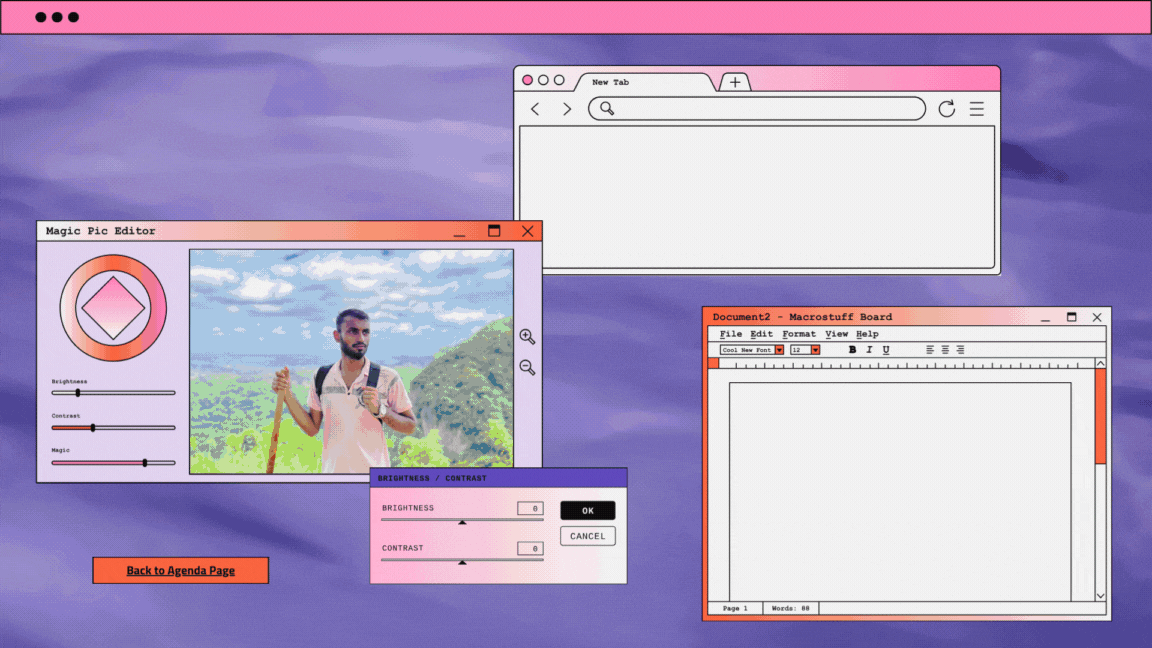 New Tab
Magic Pic Editor
Brightness
Contrast
Magic
Document2 - Macrostuff Board
File Edit Format View Help
Cool New Font 12 B I U
BRIGHTNESS / CONTRAST
BRIGHTNESS 0
OK
CANCEL
CONTRAST 0
Back to Agenda Page
Page 1 Words: 00